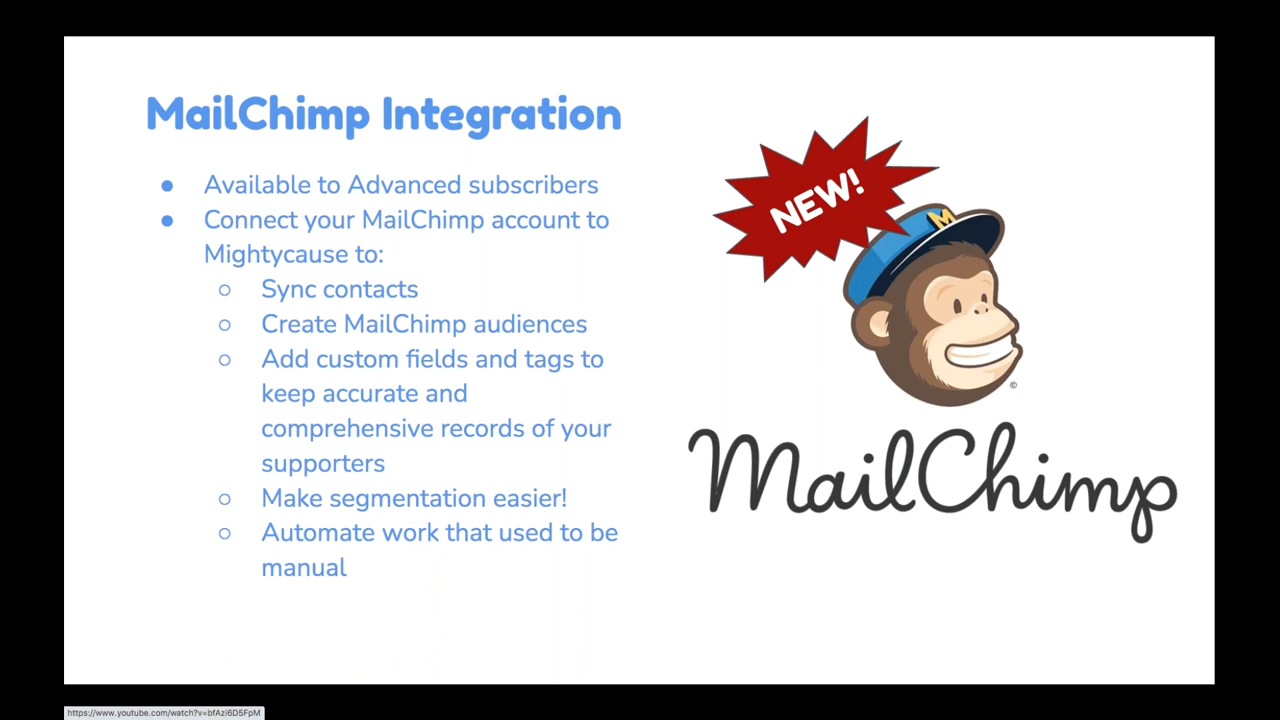 MailChimp Integration
● Available to Advanced subscribers
● Connect your MailChimp account to
Mightycause to:
○ Sync contacts
○ Create MailChimp audiences
○ Add custom fields and tags to
keep accurate and
comprehensive records of your
supporters
○ Make segmentation easier!
○ Automate work that used to be
manual
NEW!
M
©
MailChimp
https://www.youtube.com/watch?v=bfAzi6D5FpM